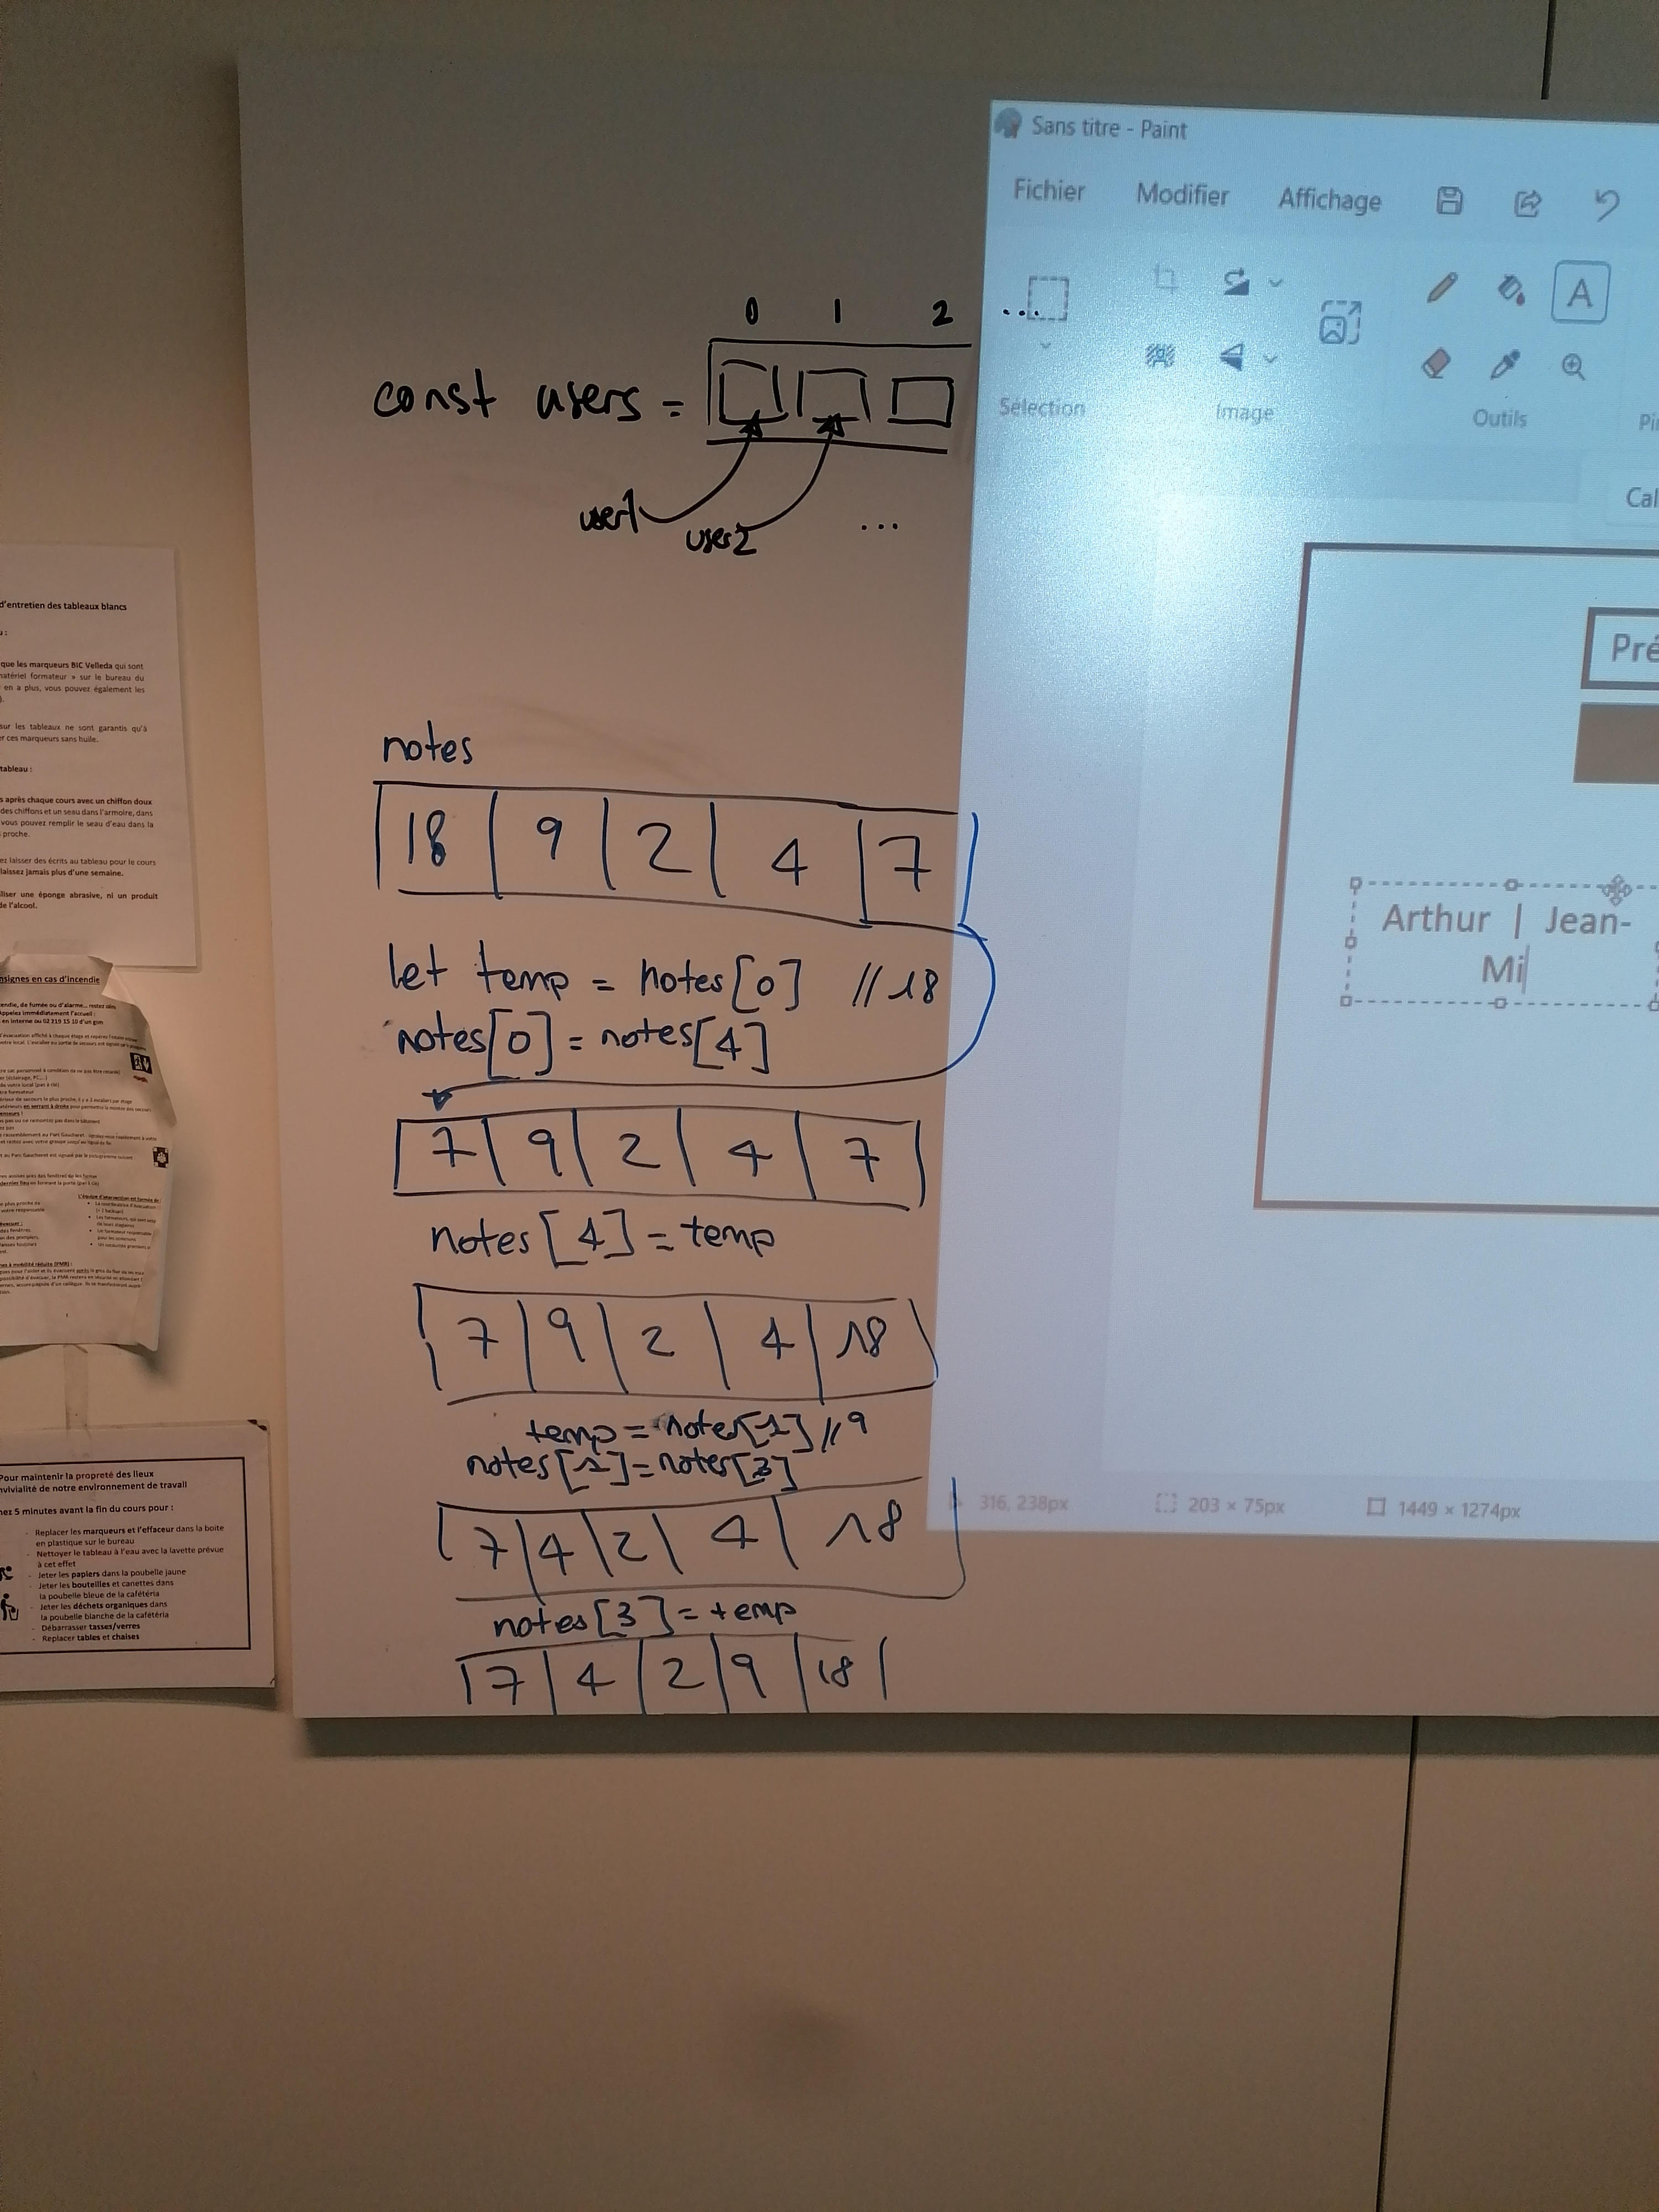 Sans titre - Paint
Fichier Modifier Affichage
Sélection Image Outils
Cal
Pré
Arthur | Jean-
Mi
316, 238px 203 × 75px 1449 × 1274px
0 1 2 ...
const users =
user1 user2 ...
notes
18 9 2 4 7
let temp = notes[0] //18
notes[0] = notes[4]
7 9 2 4 7
notes[4] = temp
7 9 2 4 18
temp = notes[1] //9
notes[1] = notes[3]
7 4 2 4 18
notes[3] = temp
7 4 2 9 18
d'entretien des tableaux blancs
que les marqueurs BIC Velleda qui sont
matériel formateur » sur le bureau du
en a plus, vous pouvez également les
sur les tableaux ne sont garantis qu'à
r ces marqueurs sans huile.
tableau :
s après chaque cours avec un chiffon doux
des chiffons et un seau dans l'armoire, dans
vous pouvez remplir le seau d'eau dans la
proche.
ez laisser des écrits au tableau pour le cours
laissez jamais plus d'une semaine.
iliser une éponge abrasive, ni un produit
de l'alcool.
nsignes en cas d'incendie
Pour maintenir la propreté des lieux
nvivialité de notre environnement de travail
nez 5 minutes avant la fin du cours pour :
- Replacer les marqueurs et l'effaceur dans la boite
en plastique sur le bureau
- Nettoyer le tableau à l'eau avec la lavette prévue
à cet effet
- Jeter les papiers dans la poubelle jaune
- Jeter les bouteilles et canettes dans
la poubelle bleue de la cafétéria
- Jeter les déchets organiques dans
la poubelle blanche de la cafétéria
- Débarrasser tasses/verres
- Replacer tables et chaises